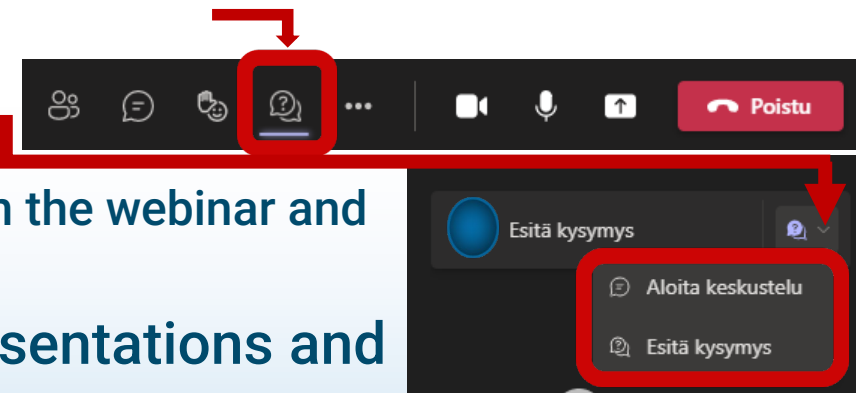 Poistu
n the webinar and
sentations and
Esitä kysymys
Aloita keskustelu
Esitä kysymys